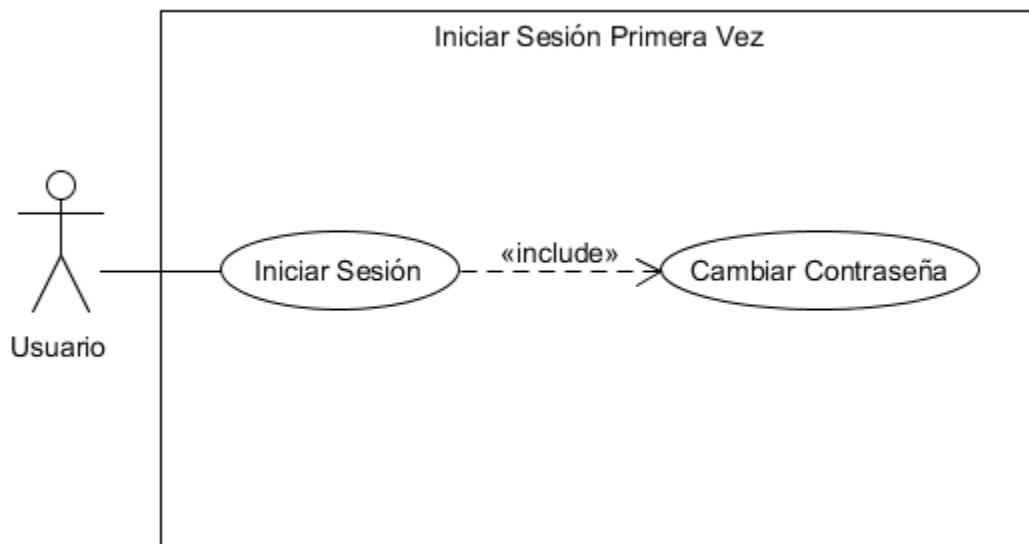 Iniciar Sesión Primera Vez
«include»
Iniciar Sesión
Cambiar Contraseña
Usuario